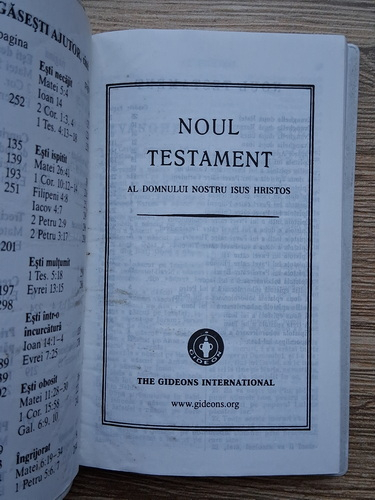 GĂSEȘTI AJUTOR,
pagina
Ești necăjit
Matei 5:4
Ioan 14
252
2 Cor. 1:3, 4
1 Tes. 4:13-18
Ești ispitit
135
Matei 26:41
139
1 Cor. 10:12-14
193
Filipeni 4:8
251
Iacov 4:7
2 Petru 2:9
2 Petru 3:17
201
Ești mulțumit
1 Tes. 5:18
Evrei 13:15
Ești într-o
încurcătură
Ioan 14:1-4
Evrei 7:25
Ești obosit
Matei 11:28-30
1 Cor. 15:58
Gal. 6:9, 10
Îngrijorat
Matei 6:19-34
1 Petru 5:6, 7
NOUL
TESTAMENT
AL DOMNULUI NOSTRU ISUS HRISTOS
GIDEON
THE GIDEONS INTERNATIONAL
www.gideons.org